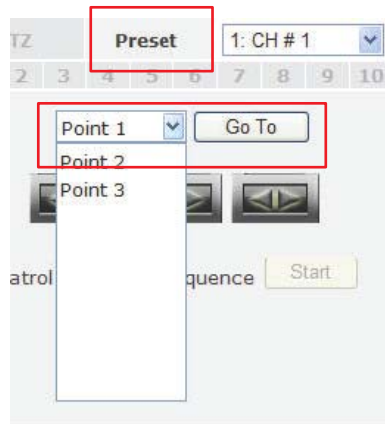 TZ Preset 1: CH # 1
2 3 4 5 6 7 8 9 10
Point 1 Go To
Point 2
Point 3
atrol quence Start